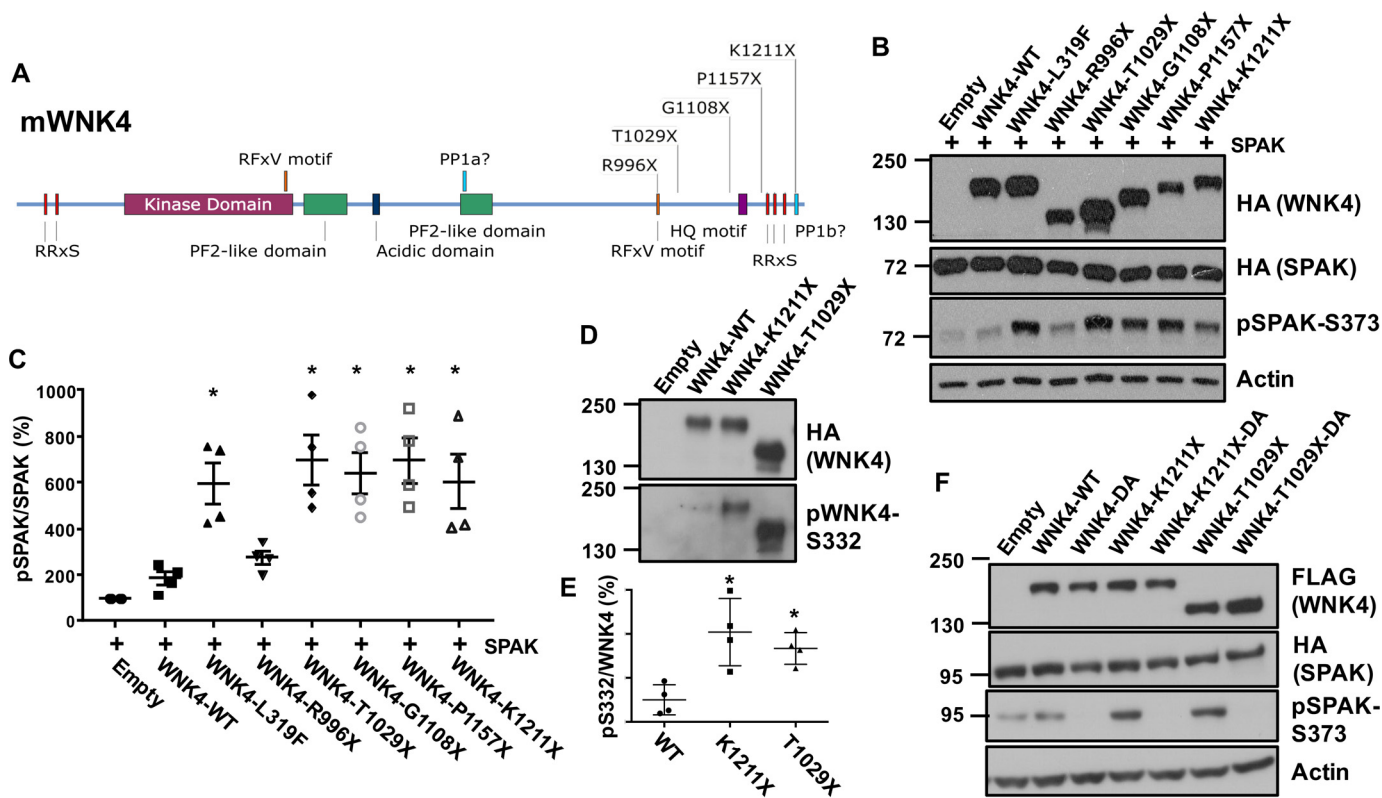 A
mWNK4
K1211X
P1157X
G1108X
T1029X
R996X
RFxV motif
PP1a?
Kinase Domain
RRxS
PF2-like domain
Acidic domain
PF2-like domain
RFxV motif
HQ motif
RRxS
PP1b?
B
Empty
WNK4-WT
WNK4-L319F
WNK4-R996X
WNK4-T1029X
WNK4-G1108X
WNK4-P1157X
WNK4-K1211X
+ + + + + + + + SPAK
250
130
HA (WNK4)
72
HA (SPAK)
72
pSPAK-S373
Actin
C
pSPAK/SPAK (%)
1000
800
600
400
200
0
* * * * *
+ + + + + + + + SPAK
Empty
WNK4-WT
WNK4-L319F
WNK4-R996X
WNK4-T1029X
WNK4-G1108X
WNK4-P1157X
WNK4-K1211X
D
Empty
WNK4-WT
WNK4-K1211X
WNK4-T1029X
250
130
HA
(WNK4)
250
130
pWNK4-
S332
E
pS332/WNK4 (%)
* *
WT
K1211X
T1029X
F
Empty
WNK4-WT
WNK4-DA
WNK4-K1211X
WNK4-K1211X-DA
WNK4-T1029X
WNK4-T1029X-DA
250
130
FLAG
(WNK4)
95
HA
(SPAK)
95
pSPAK-
S373
Actin